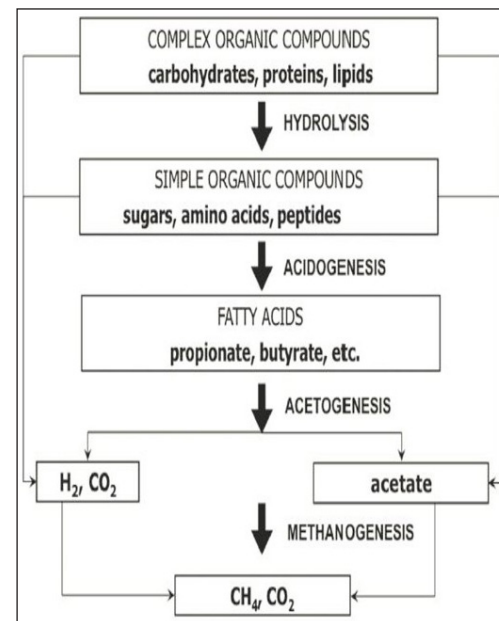 COMPLEX ORGANIC COMPOUNDS
carbohydrates, proteins, lipids
HYDROLYSIS
SIMPLE ORGANIC COMPOUNDS
sugars, amino acids, peptides
ACIDOGENESIS
FATTY ACIDS
propionate, butyrate, etc.
ACETOGENESIS
H₂, CO₂
acetate
METHANOGENESIS
CH₄, CO₂